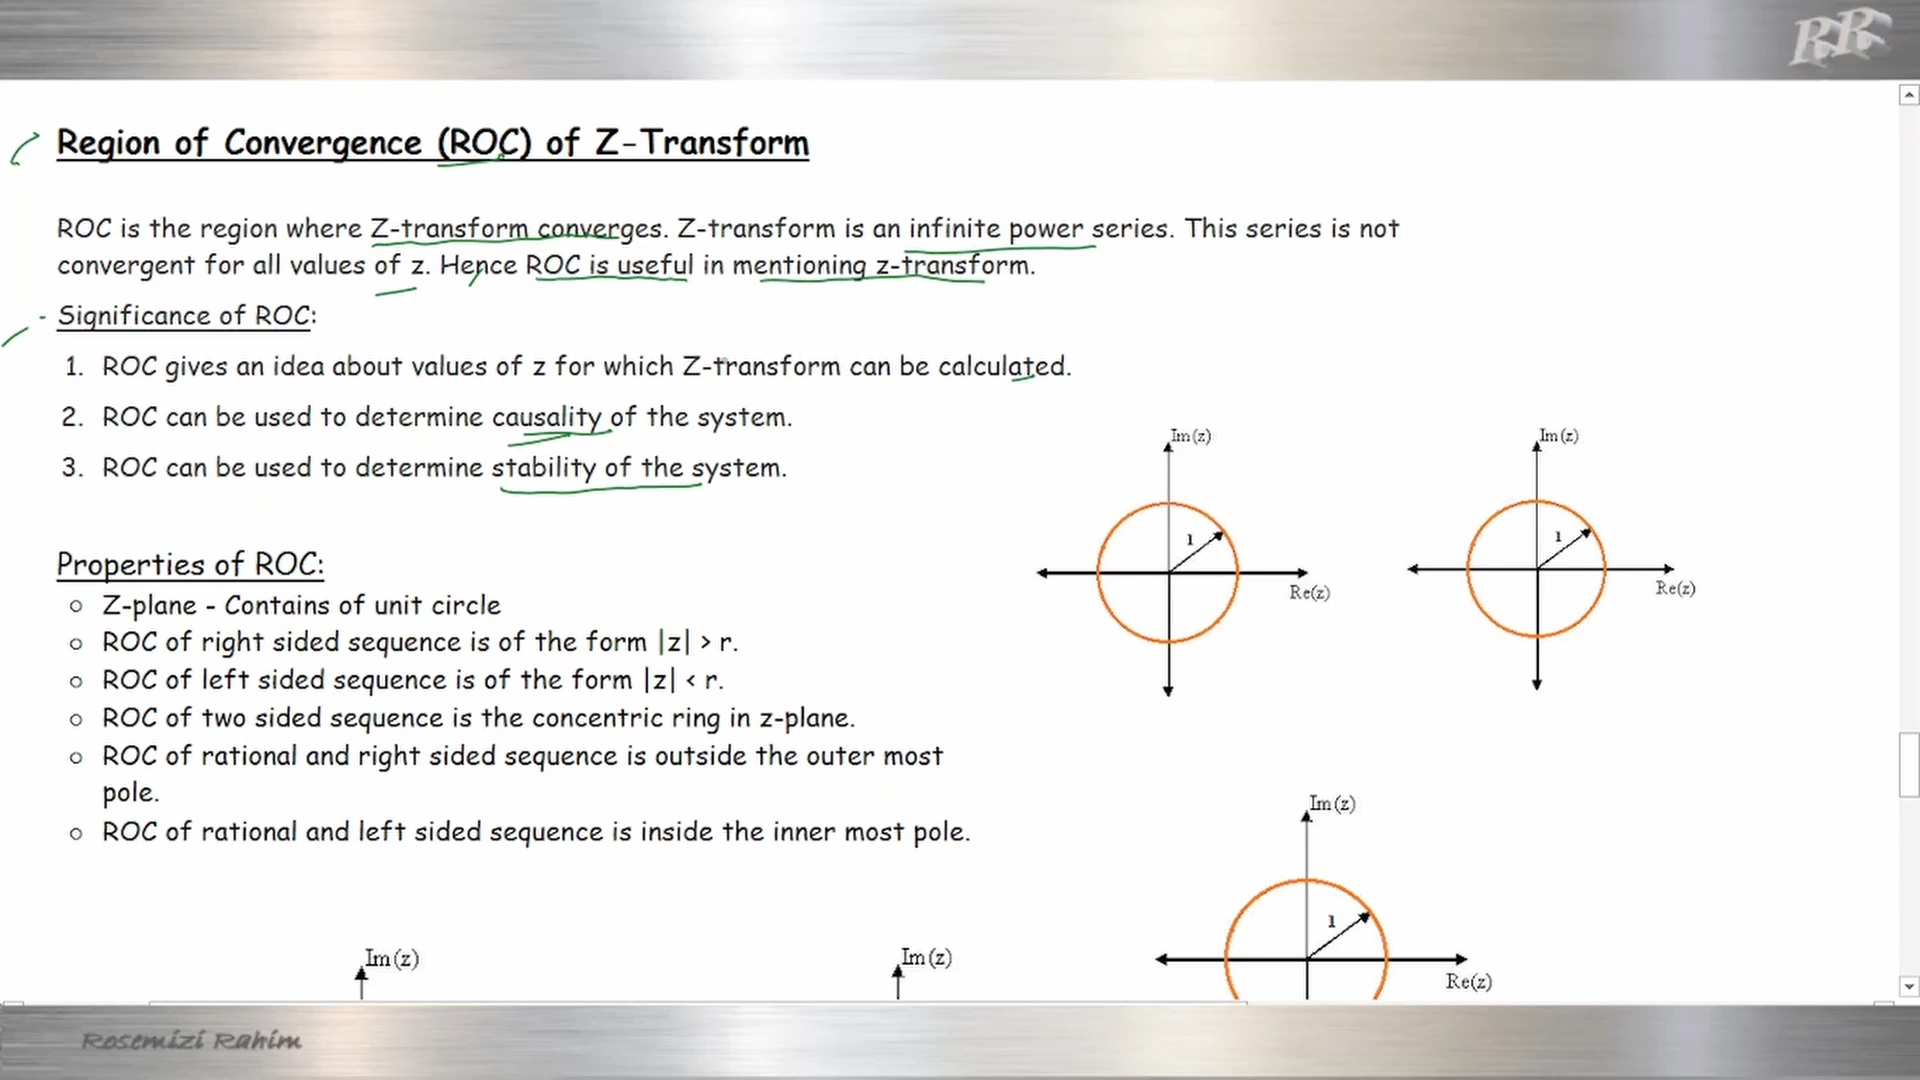 RR
Region of Convergence (ROC) of Z-Transform
ROC is the region where Z-transform converges. Z-transform is an infinite power series. This series is not
convergent for all values of z. Hence ROC is useful in mentioning z-transform.
Significance of ROC:
1. ROC gives an idea about values of z for which Z-transform can be calculated.
2. ROC can be used to determine causality of the system.
3. ROC can be used to determine stability of the system.
Im(z)
Im(z)
1
1
Re(z)
Re(z)
Properties of ROC:
○ Z-plane - Contains of unit circle
○ ROC of right sided sequence is of the form |z| > r.
○ ROC of left sided sequence is of the form |z| < r.
○ ROC of two sided sequence is the concentric ring in z-plane.
○ ROC of rational and right sided sequence is outside the outer most
pole.
○ ROC of rational and left sided sequence is inside the inner most pole.
Im(z)
1
Re(z)
Im(z)
Im(z)
Rosemizi Rahim